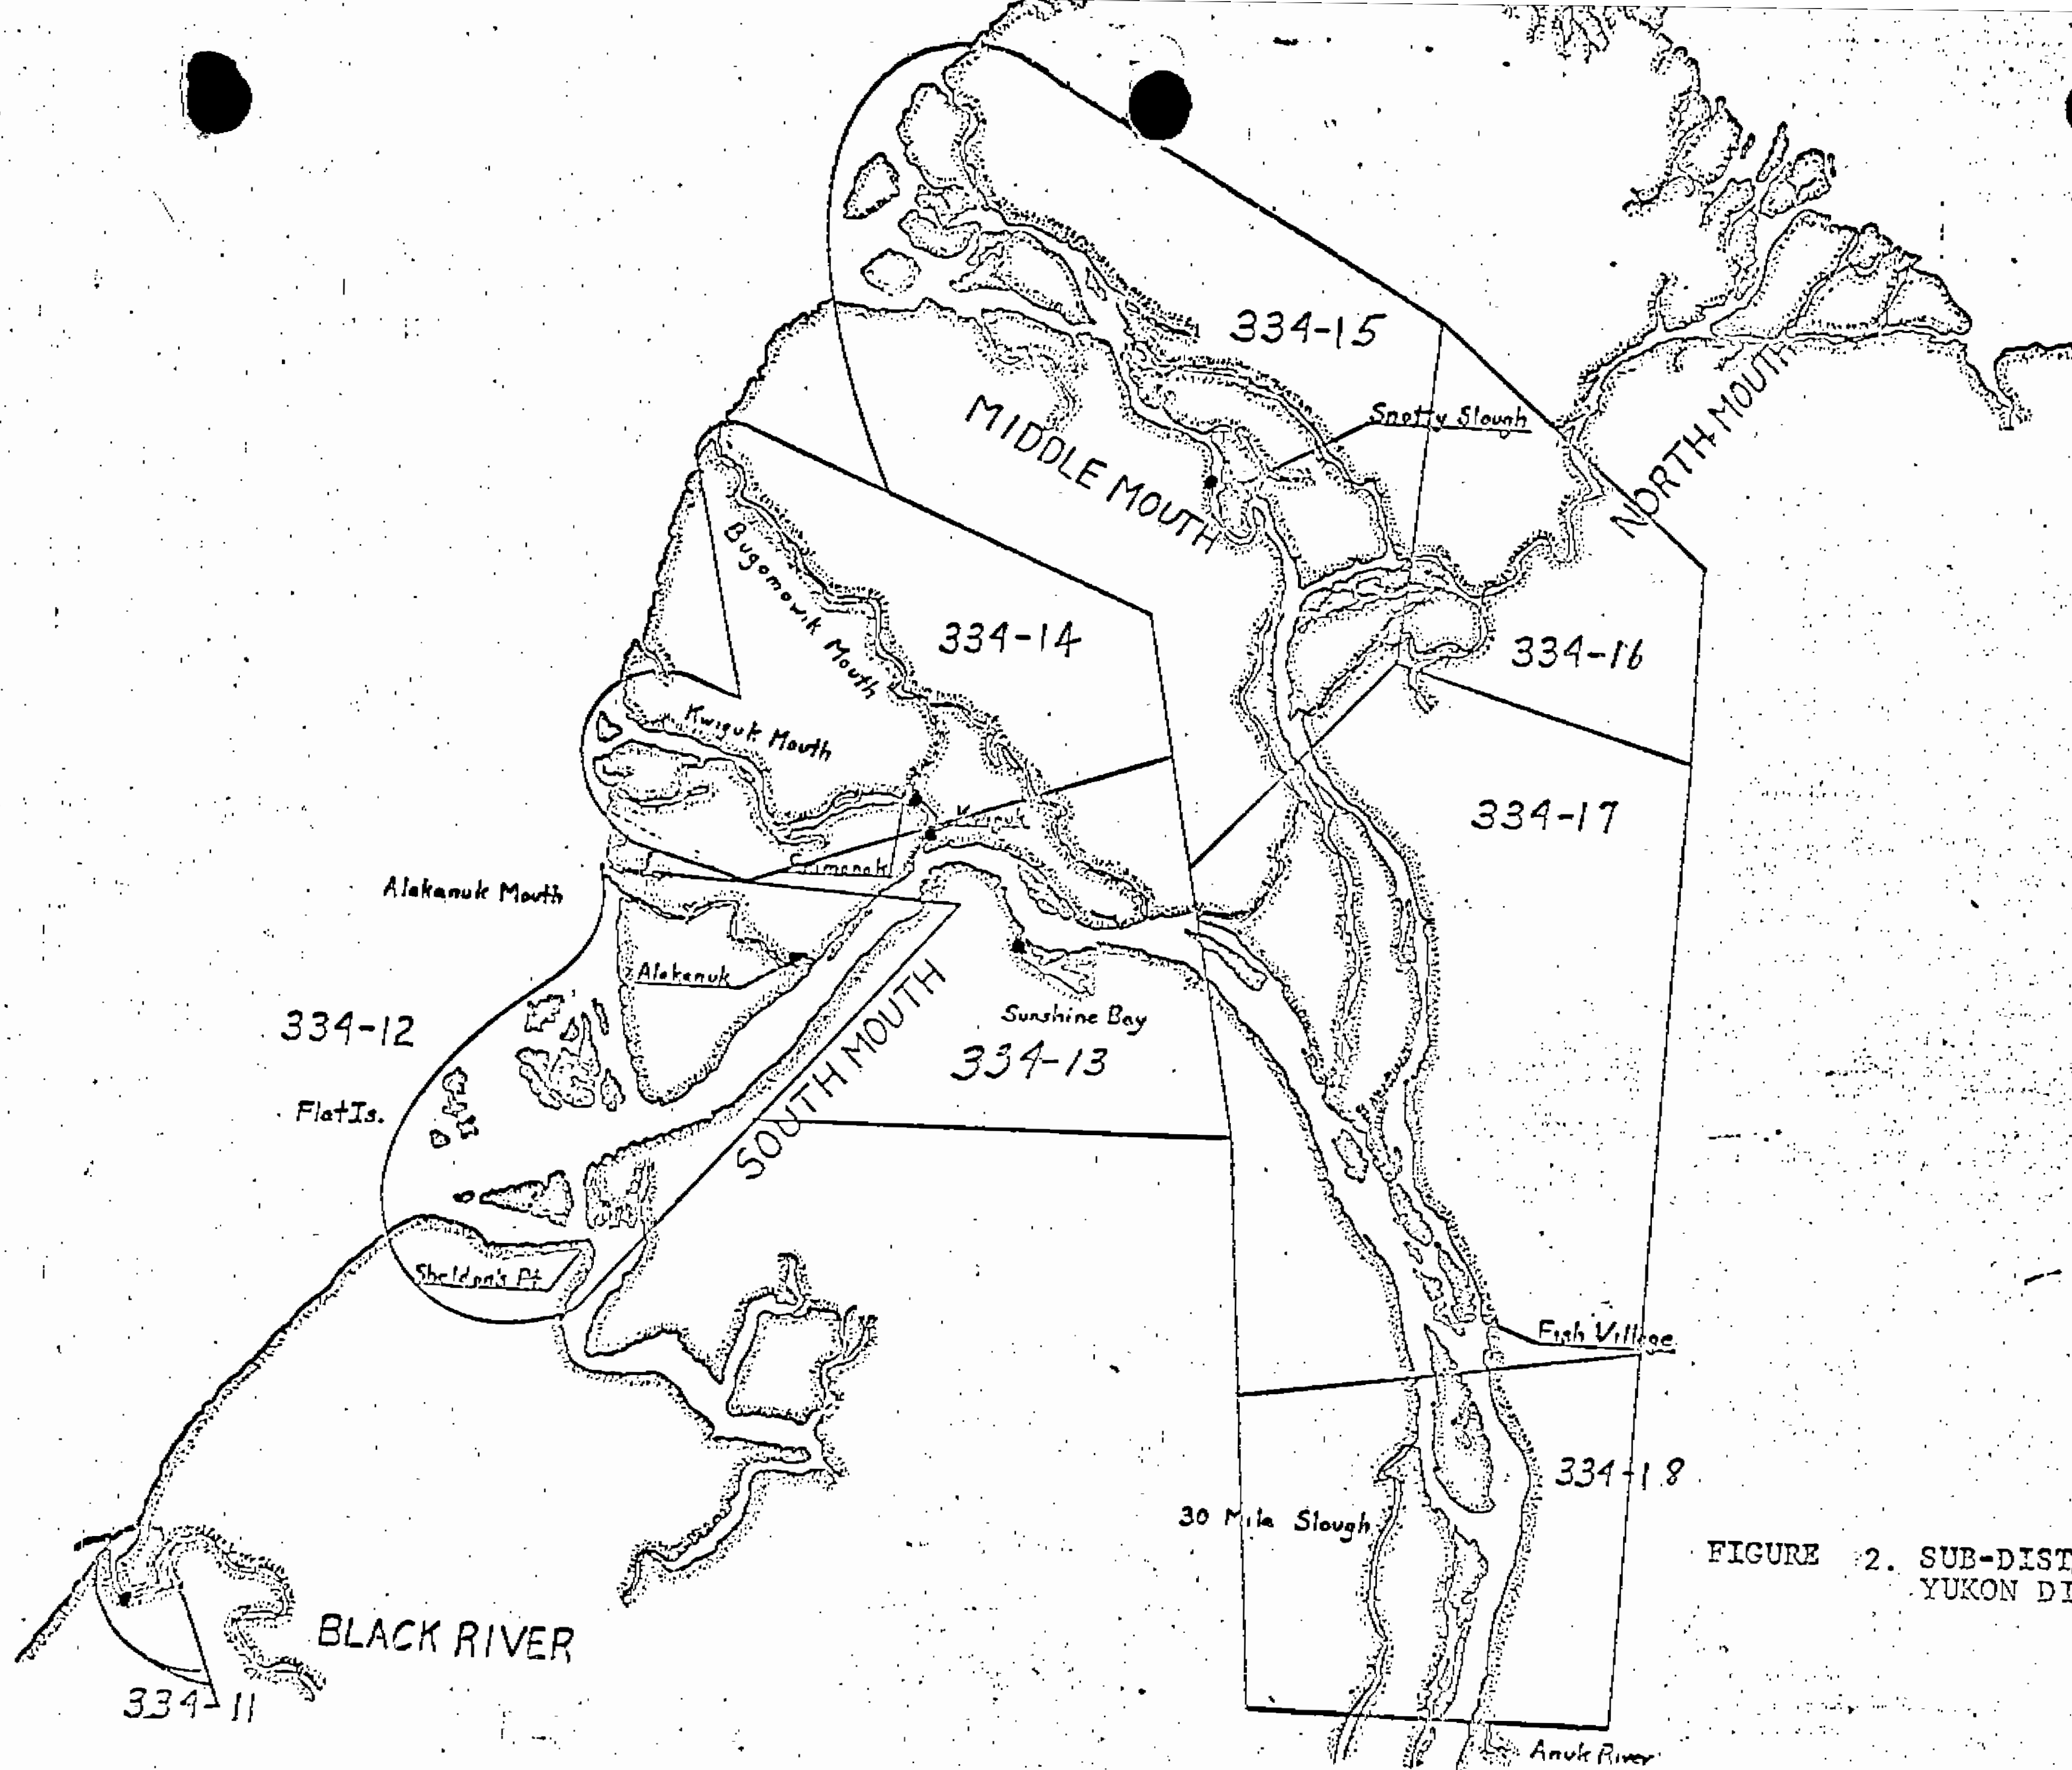 334-15
Snotty Slough
MIDDLE MOUTH
NORTH MOUTH
Bugomowik Mouth
334-14
334-16
Kwiguk Mouth
334-17
Alakanuk Mouth
Alakanuk
334-12
SOUTH MOUTH
Sunshine Bay
334-13
Flat Is.
Sheldon's Pt.
Fish Village
334-18
30 Mile Slough
FIGURE 2. SUB-DIST
YUKON DI
BLACK RIVER
334-11
Anuk River